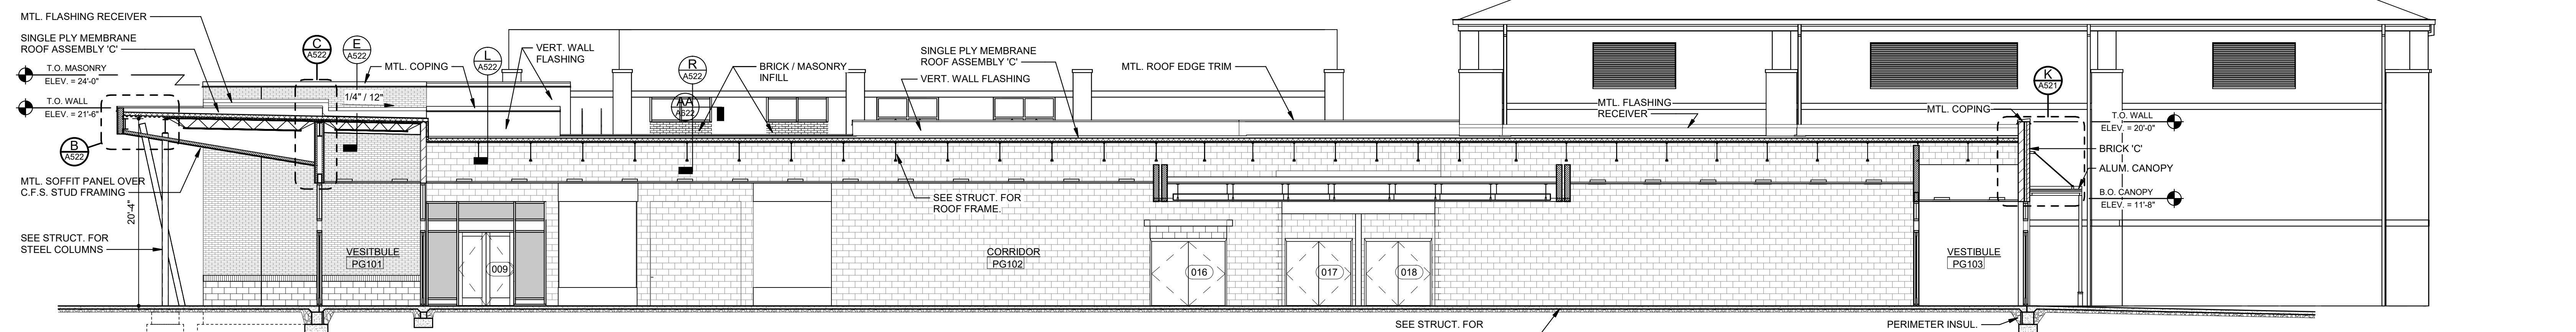 MTL. FLASHING RECEIVER
SINGLE PLY MEMBRANE
ROOF ASSEMBLY 'C'
T.O. MASONRY
ELEV. = 24'-0"
T.O. WALL
ELEV. = 21'-6"
B
A522
MTL. SOFFIT PANEL OVER
C.F.S. STUD FRAMING
20'-4"
SEE STRUCT. FOR
STEEL COLUMNS
C
A522
E
A522
MTL. COPING
1/4" / 12"
L
A522
VERT. WALL
FLASHING
R
A522
AA
A522
BRICK / MASONRY
INFILL
SINGLE PLY MEMBRANE
ROOF ASSEMBLY 'C'
VERT. WALL FLASHING
MTL. ROOF EDGE TRIM
SEE STRUCT. FOR
ROOF FRAME.
VESITBULE
PG101
009
CORRIDOR
PG102
016
017
018
MTL. FLASHING
RECEIVER
MTL. COPING
K
A521
T.O. WALL
ELEV. = 20'-0"
BRICK 'C'
ALUM. CANOPY
B.O. CANOPY
ELEV. = 11'-8"
VESTIBULE
PG103
SEE STRUCT. FOR
PERIMETER INSUL.